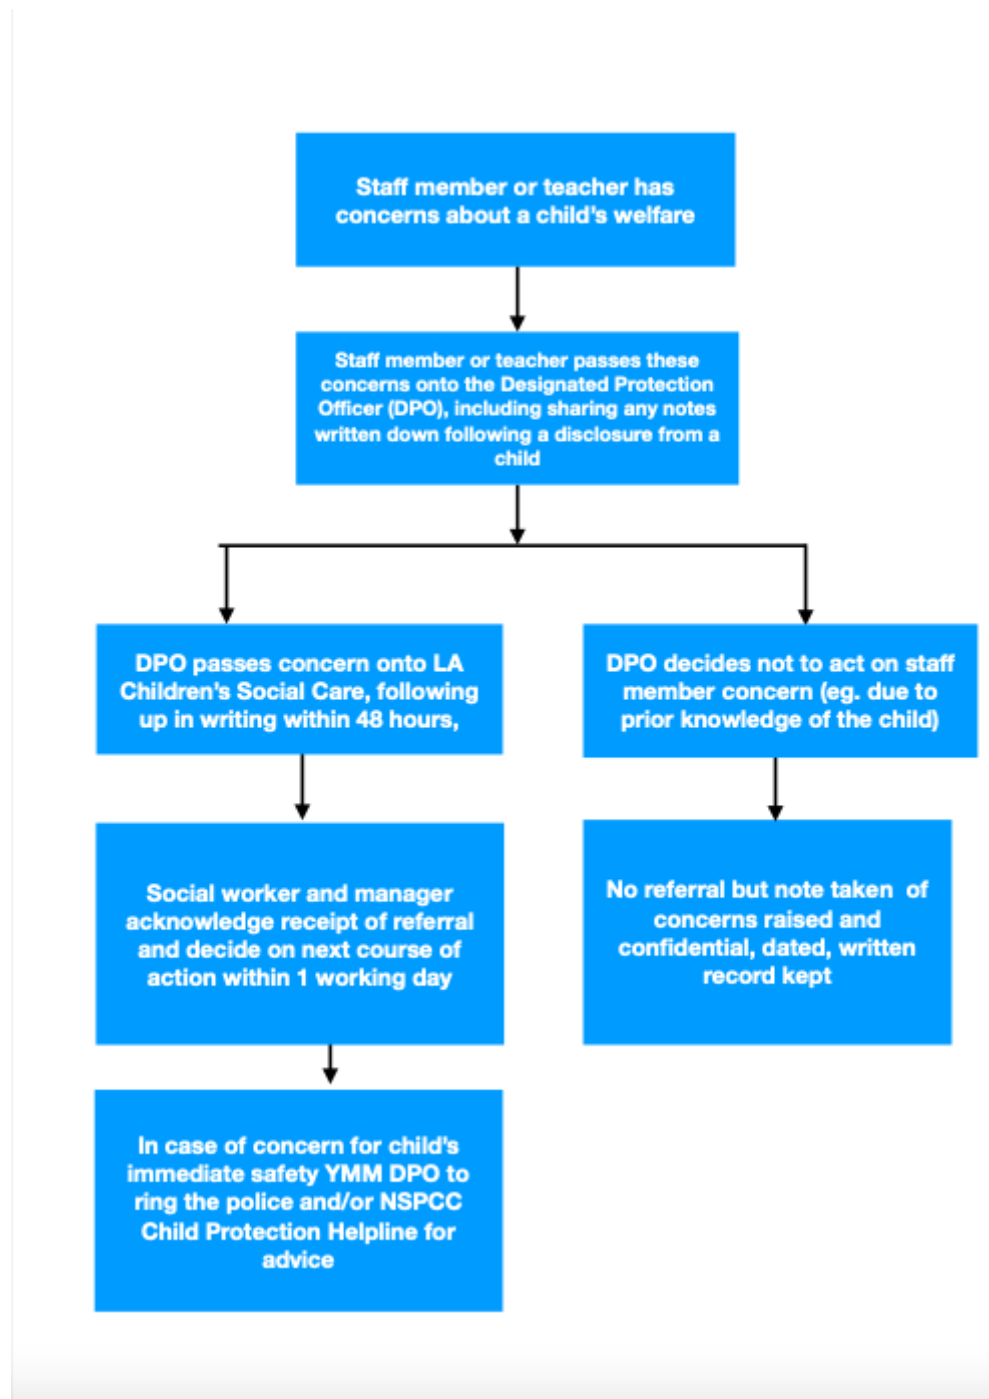 Staff member or teacher has
concerns about a child's welfare
Staff member or teacher passes these
concerns onto the Designated Protection
Officer (DPO), including sharing any notes
written down following a disclosure from a
child
DPO passes concern onto LA
Children's Social Care, following
up in writing within 48 hours,
DPO decides not to act on staff
member concern (eg. due to
prior knowledge of the child)
Social worker and manager
acknowledge receipt of referral
and decide on next course of
action within 1 working day
No referral but note taken of
concerns raised and
confidential, dated, written
record kept
In case of concern for child's
immediate safety YMM DPO to
ring the police and/or NSPCC
Child Protection Helpline for
advice